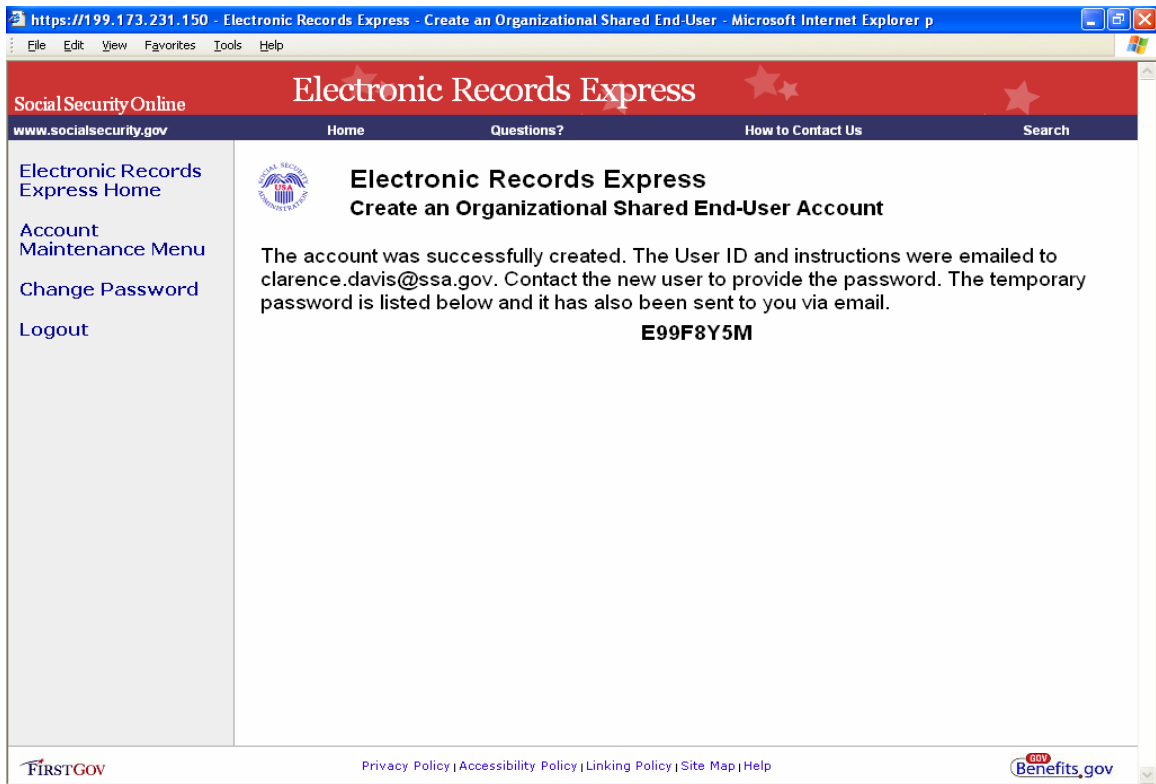 https://199.173.231.150 - Electronic Records Express - Create an Organizational Shared End-User - Microsoft Internet Explorer p
File Edit View Favorites Tools Help
Social Security Online
Electronic Records Express
www.socialsecurity.gov
Home Questions? How to Contact Us Search
Electronic Records
Express Home
Account
Maintenance Menu
Change Password
Logout
SOCIAL SECURITY ADMINISTRATION
USA
Electronic Records Express
Create an Organizational Shared End-User Account
The account was successfully created. The User ID and instructions were emailed to
clarence.davis@ssa.gov. Contact the new user to provide the password. The temporary
password is listed below and it has also been sent to you via email.
E99F8Y5M
FIRSTGOV
Privacy Policy | Accessibility Policy | Linking Policy | Site Map | Help
GOV
Benefits.gov